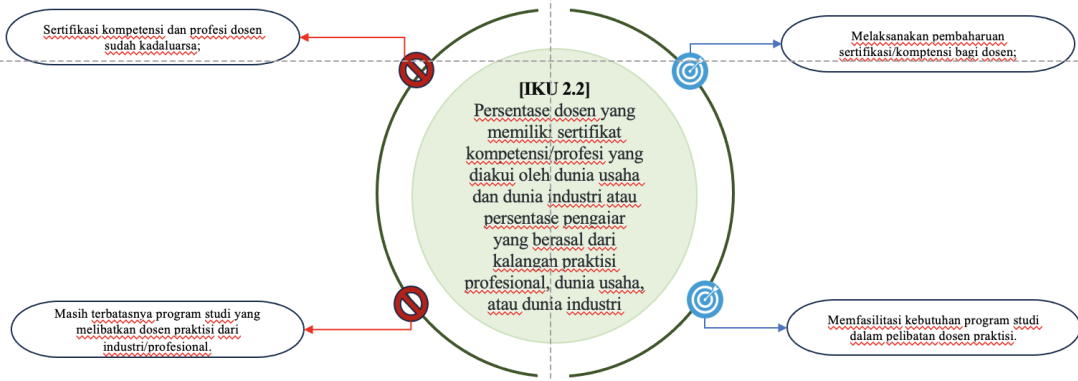 Sertifikasi kompetensi dan profesi dosen
sudah kadaluarsa;
Melaksanakan pembaharuan
sertifikasi/komptensi bagi dosen;
[IKU 2.2]
Persentase dosen yang
memiliki sertifikat
kompetensi/profesi yang
diakui oleh dunia usaha
dan dunia industri atau
persentase pengajar
yang berasal dari
kalangan praktisi
profesional, dunia usaha,
atau dunia industri
Masih terbatasnya program studi yang
melibatkan dosen praktisi dari
industri/profesional.
Memfasilitasi kebutuhan program studi
dalam pelibatan dosen praktisi.